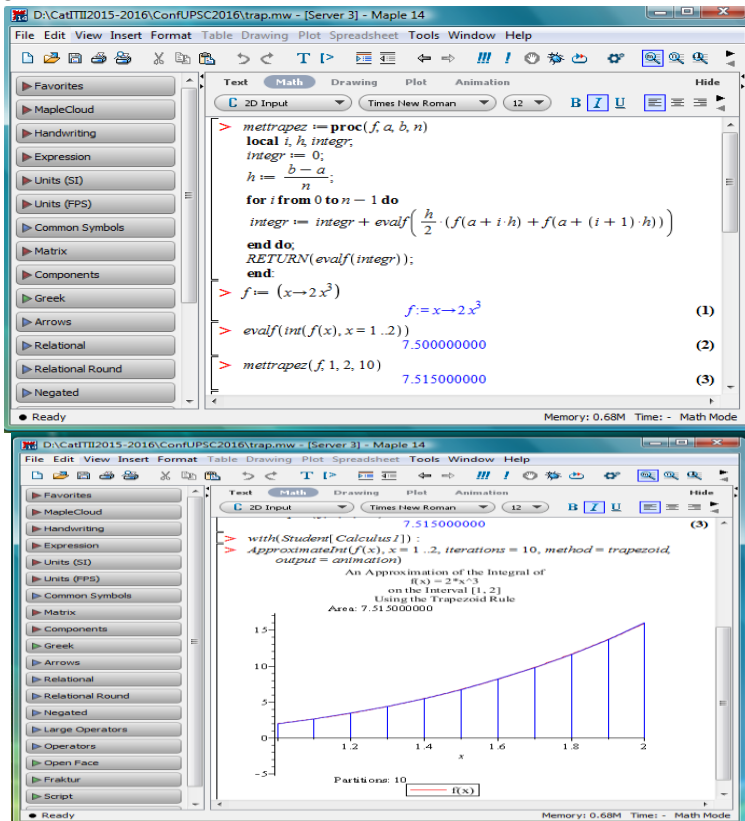 D:\CatITII2015-2016\ConfUPSC2016\trap.mw - [Server 3] - Maple 14
File Edit View Insert Format Table Drawing Plot Spreadsheet Tools Window Help
Text Math Drawing Plot Animation Hide
C 2D Input Times New Roman 12 B I U
Favorites
MapleCloud
Handwriting
Expression
Units (SI)
Units (FPS)
Common Symbols
Matrix
Components
Greek
Arrows
Relational
Relational Round
Negated
> mettrapez := proc(f, a, b, n)
local i, h, integr;
integr := 0;
h := \frac{b - a}{n};
for i from 0 to n − 1 do
integr := integr + evalf(\frac{h}{2} · (f(a + i·h) + f(a + (i + 1)·h)))
end do;
RETURN(evalf(integr));
end:
> f := (x→2 x^3)
f := x→2 x^3 (1)
> evalf(int(f(x), x = 1 ..2))
7.500000000 (2)
> mettrapez(f, 1, 2, 10)
7.515000000 (3)
Ready Memory: 0.68M Time: - Math Mode
D:\CatITII2015-2016\ConfUPSC2016\trap.mw - [Server 3] - Maple 14
File Edit View Insert Format Table Drawing Plot Spreadsheet Tools Window Help
Text Math Drawing Plot Animation Hide
C 2D Input Times New Roman 12 B I U
Favorites
MapleCloud
Handwriting
Expression
Units (SI)
Units (FPS)
Common Symbols
Matrix
Components
Greek
Arrows
Relational
Relational Round
Negated
Large Operators
Operators
Open Face
Fraktur
Script
7.515000000 (3)
> with(Student[Calculus1]) :
> ApproximateInt(f(x), x = 1 ..2, iterations = 10, method = trapezoid,
output = animation)
An Approximation of the Integral of
f(x) = 2*x^3
on the Interval [1, 2]
Using the Trapezoid Rule
Area: 7.515000000
15
10
5
0
-5
1.2 1.4 1.6 1.8 2
x
Partitions: 10
f(x)
Ready Memory: 0.68M Time: - Math Mode